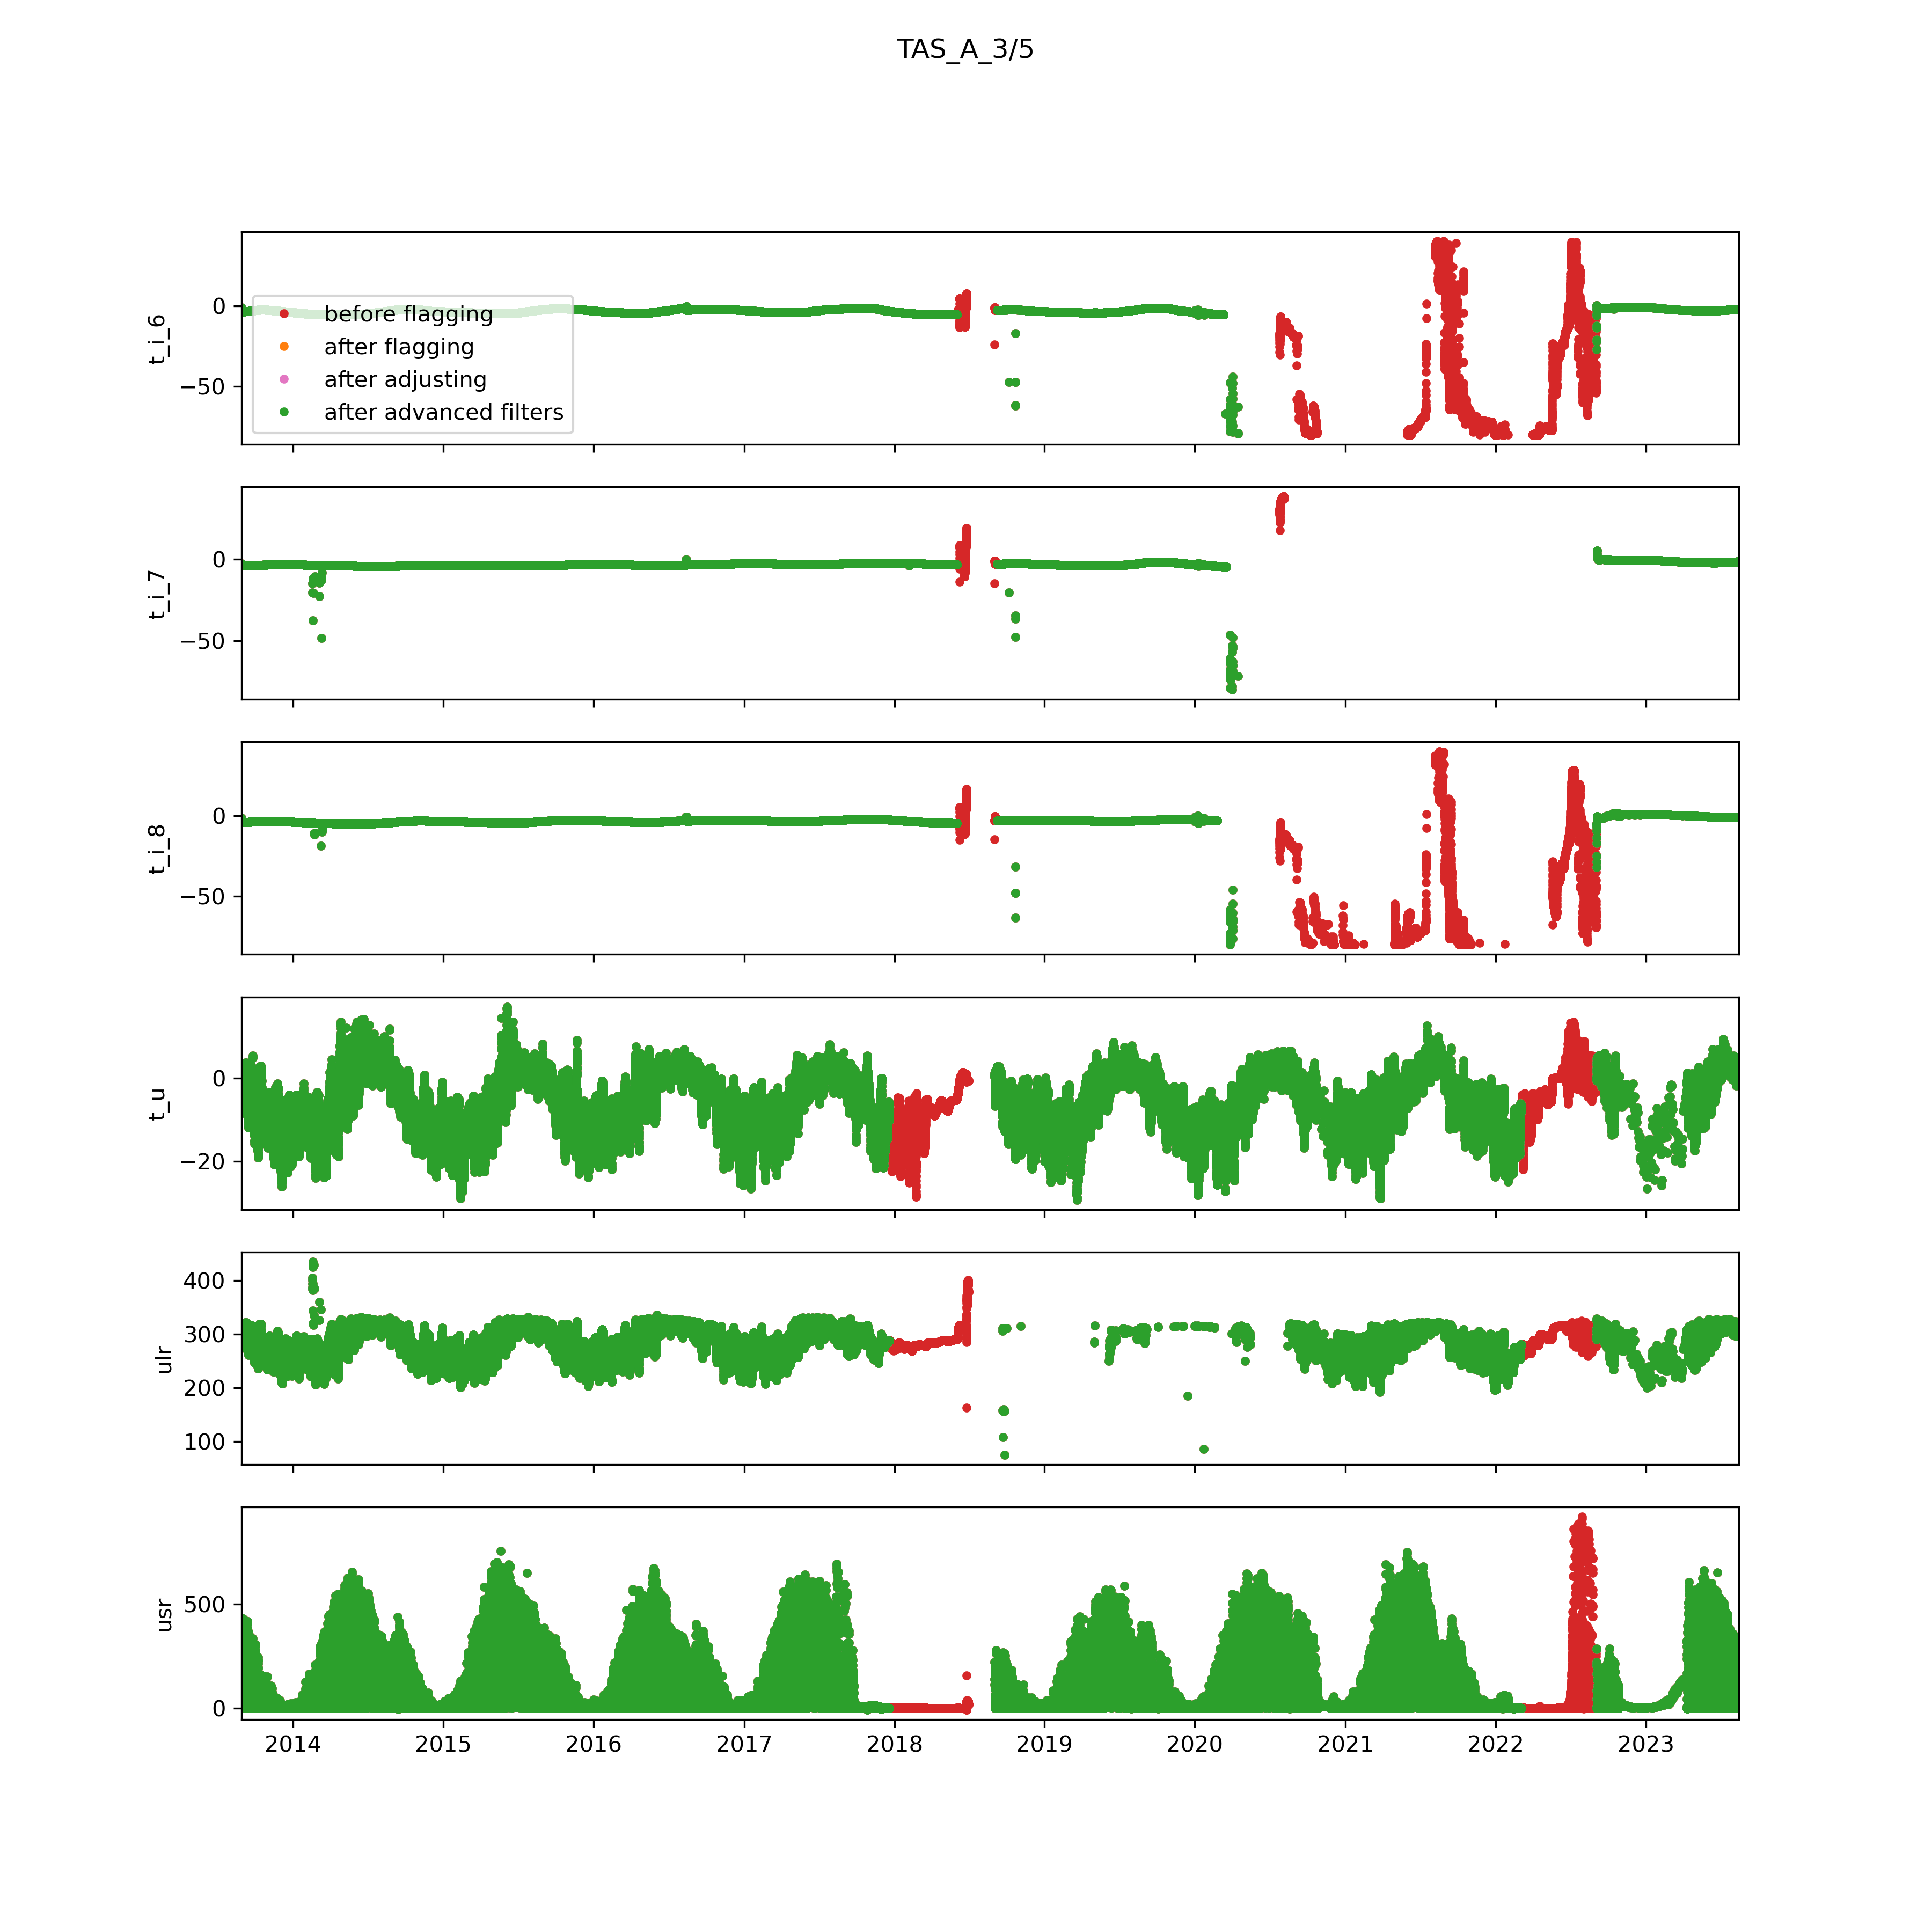 TAS_A_3/5
t_i_6
0
−50
before flagging
after flagging
after adjusting
after advanced filters
t_i_7
0
−50
t_i_8
0
−50
t_u
0
−20
ulr
400
300
200
100
usr
500
0
2014 2015 2016 2017 2018 2019 2020 2021 2022 2023